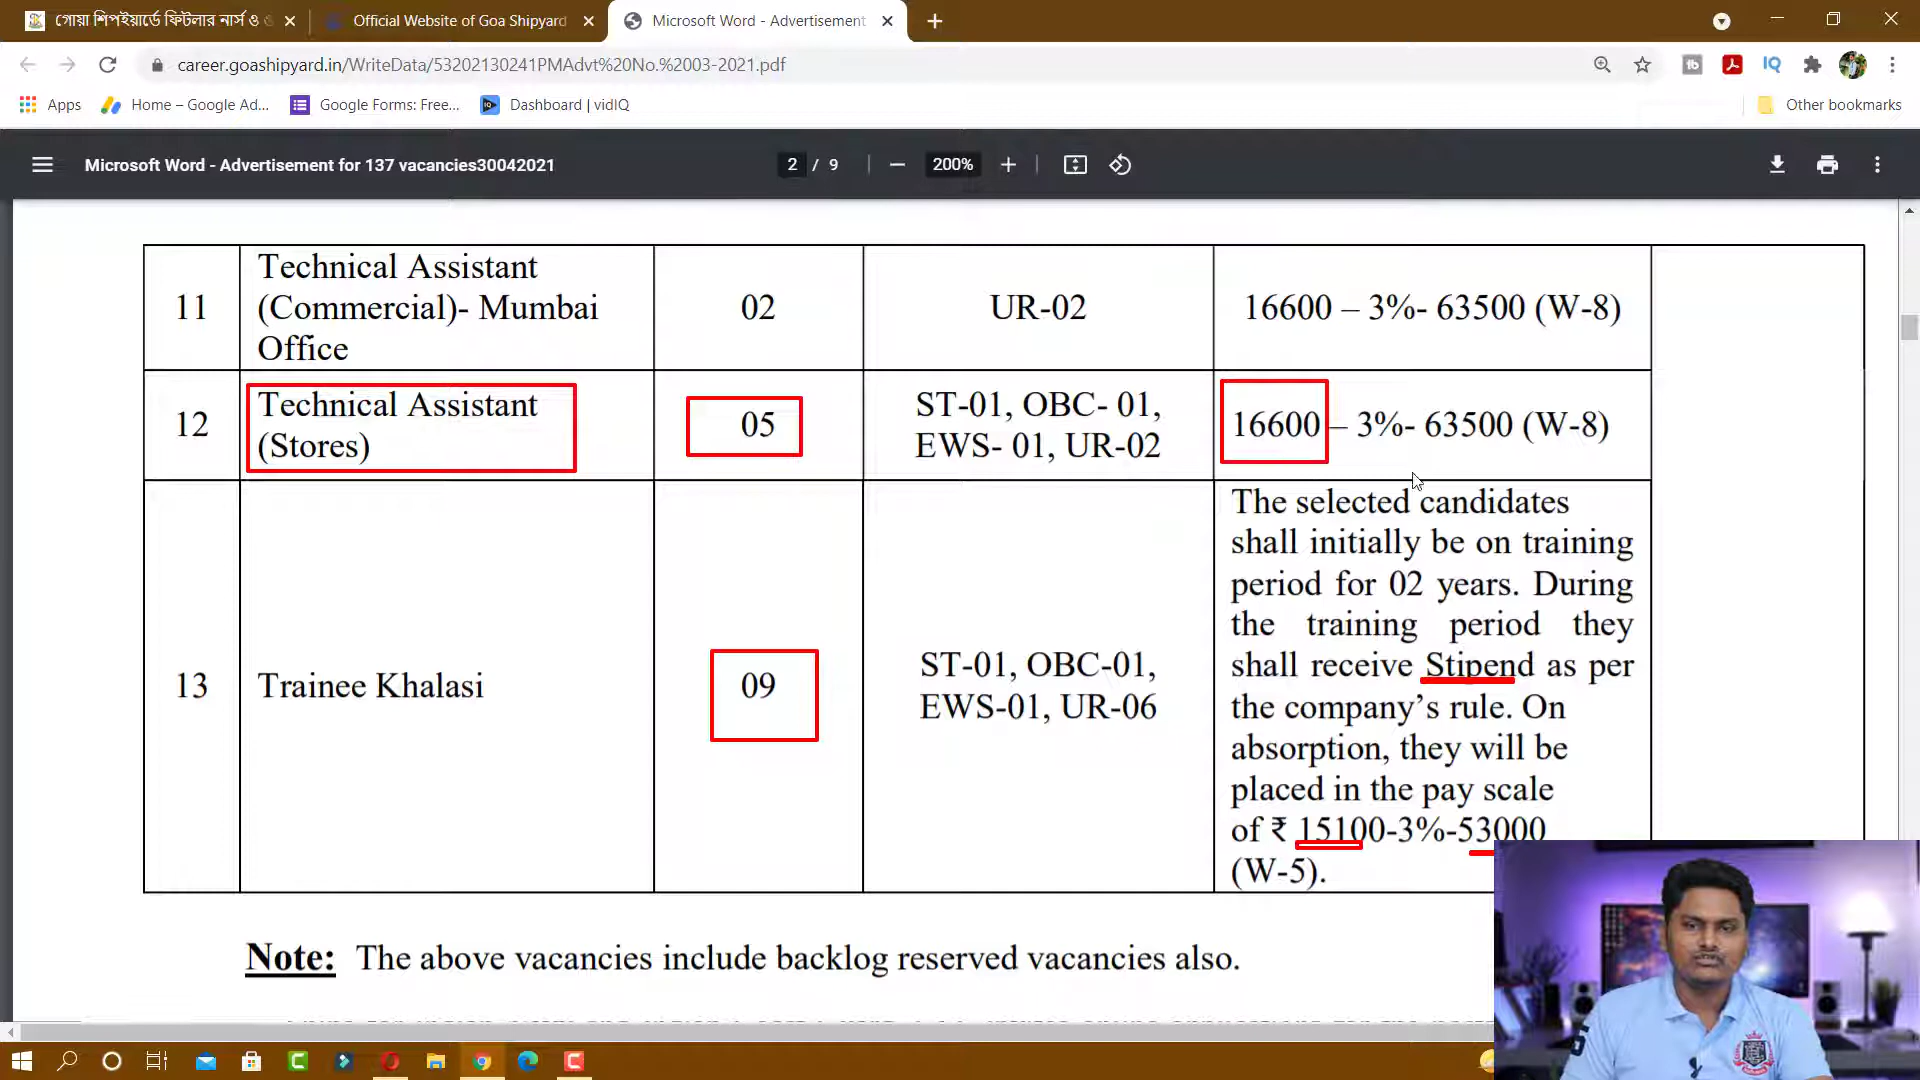 গোয়া শিপইয়ার্ডে ফিটলার নার্স ও
Official Website of Goa Shipyard
Microsoft Word - Advertisement
career.goashipyard.in/WriteData/53202130241PMAdvt%20No.%2003-2021.pdf
Apps
Home – Google Ad...
Google Forms: Free...
Dashboard | vidIQ
Other bookmarks
Microsoft Word - Advertisement for 137 vacancies30042021
2 / 9
200%
11
Technical Assistant
(Commercial)- Mumbai
Office
02
UR-02
16600 – 3%- 63500 (W-8)
12
Technical Assistant
(Stores)
05
ST-01, OBC- 01,
EWS- 01, UR-02
16600 – 3%- 63500 (W-8)
13
Trainee Khalasi
09
ST-01, OBC-01,
EWS-01, UR-06
The selected candidates
shall initially be on training
period for 02 years. During
the training period they
shall receive Stipend as per
the company’s rule. On
absorption, they will be
placed in the pay scale
of ₹ 15100-3%-53000
(W-5).
Note: The above vacancies include backlog reserved vacancies also.